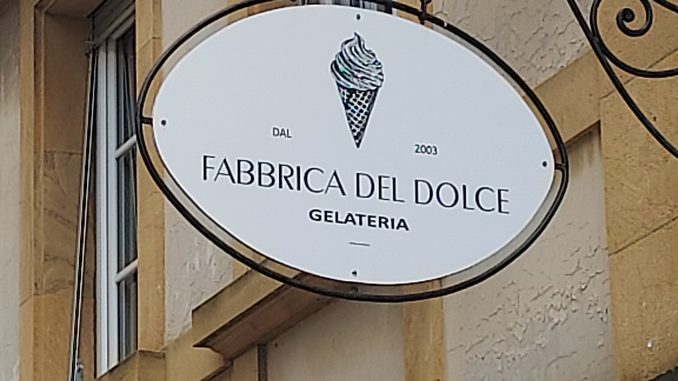 DAL 2003
FABBRICA DEL DOLCE
GELATERIA